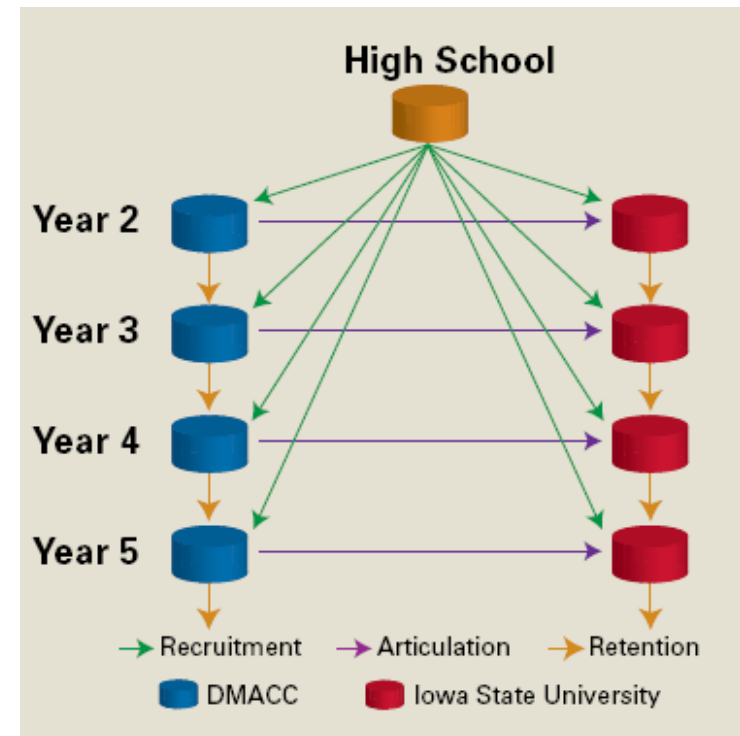 High School
Year 2
Year 3
Year 4
Year 5
Recruitment Articulation Retention
DMACC Iowa State University